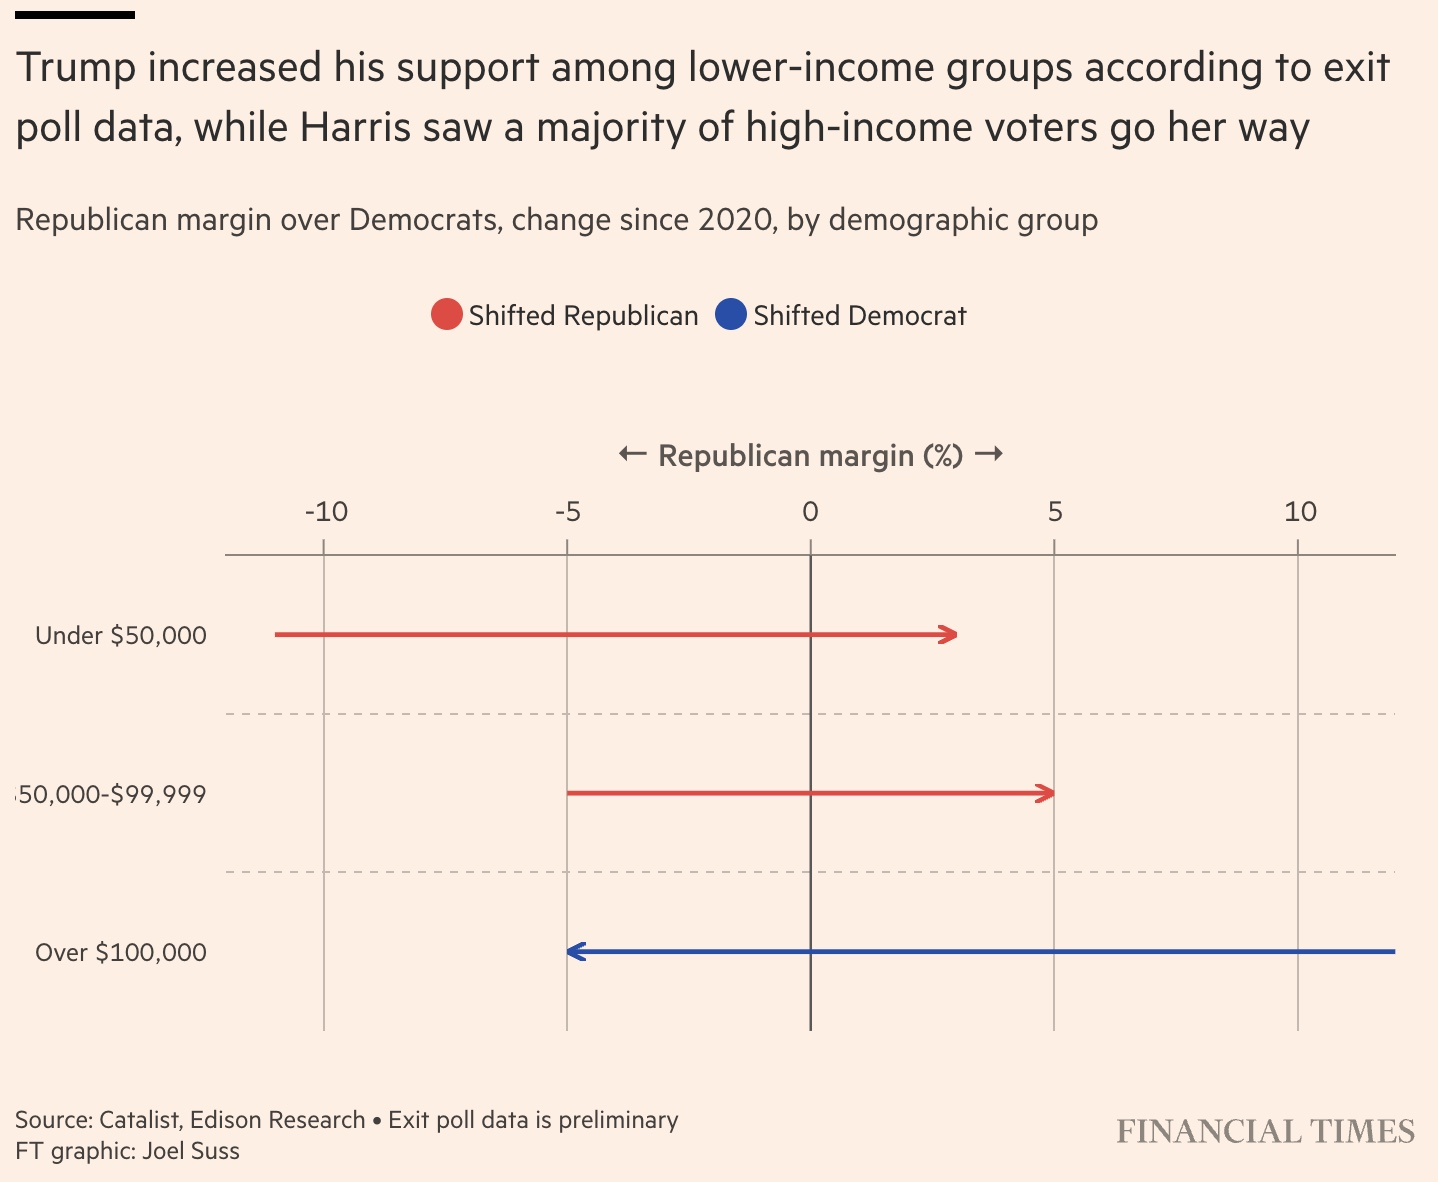 Trump increased his support among lower-income groups according to exit
poll data, while Harris saw a majority of high-income voters go her way
Republican margin over Democrats, change since 2020, by demographic group
Shifted Republican Shifted Democrat
← Republican margin (%) →
-10 -5 0 5 10
Under $50,000
50,000-$99,999
Over $100,000
Source: Catalist, Edison Research • Exit poll data is preliminary
FT graphic: Joel Suss
FINANCIAL TIMES